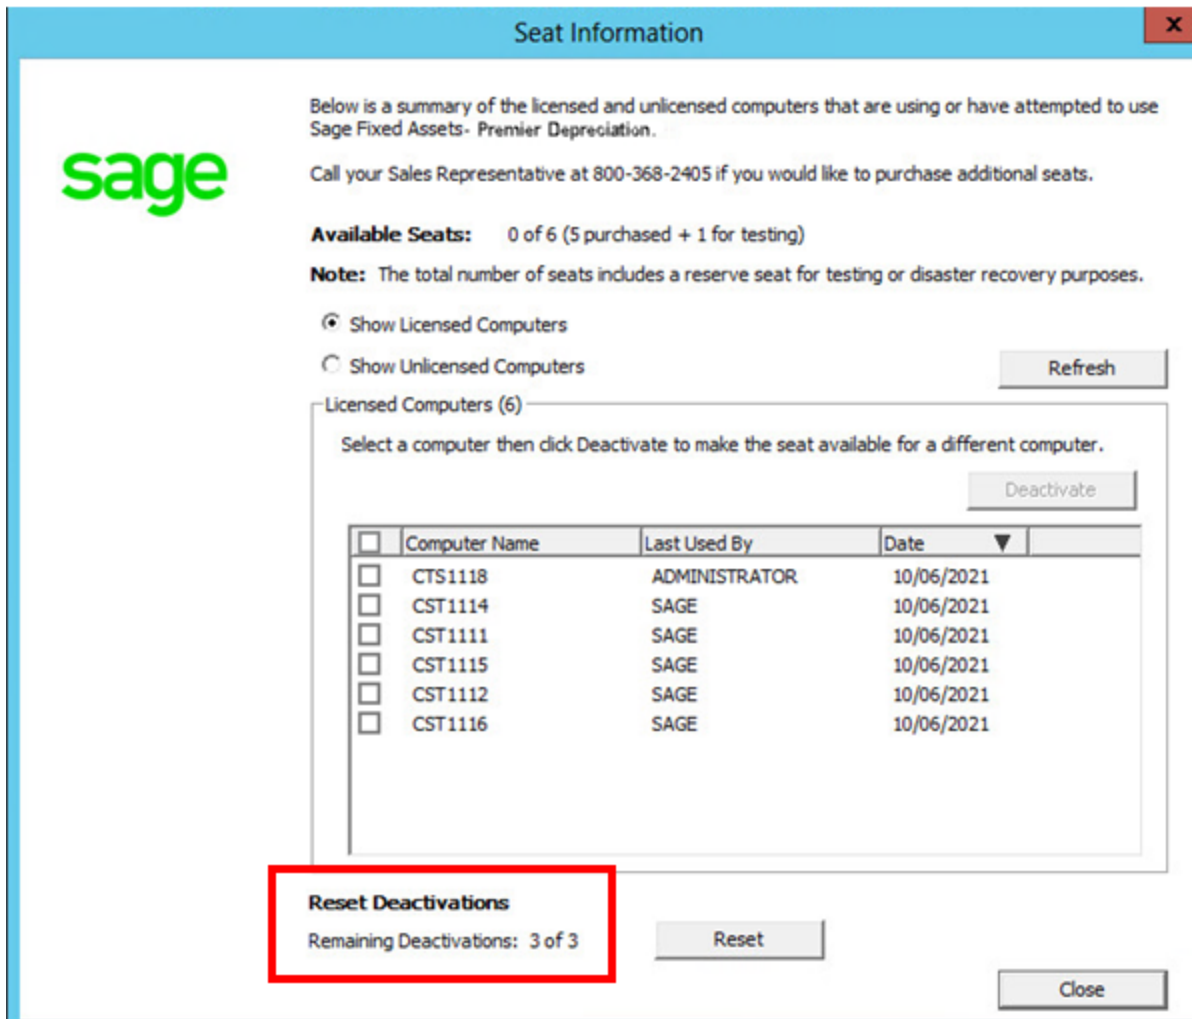 Seat Information
x
sage
Below is a summary of the licensed and unlicensed computers that are using or have attempted to use
Sage Fixed Assets- Premier Depreciation.
Call your Sales Representative at 800-368-2405 if you would like to purchase additional seats.
Available Seats: 0 of 6 (5 purchased + 1 for testing)
Note: The total number of seats includes a reserve seat for testing or disaster recovery purposes.
Show Licensed Computers
Show Unlicensed Computers
Refresh
Licensed Computers (6)
Select a computer then click Deactivate to make the seat available for a different computer.
Deactivate
Computer Name Last Used By Date
CTS1118 ADMINISTRATOR 10/06/2021
CST1114 SAGE 10/06/2021
CST1111 SAGE 10/06/2021
CST1115 SAGE 10/06/2021
CST1112 SAGE 10/06/2021
CST1116 SAGE 10/06/2021
Reset Deactivations
Remaining Deactivations: 3 of 3 Reset
Close